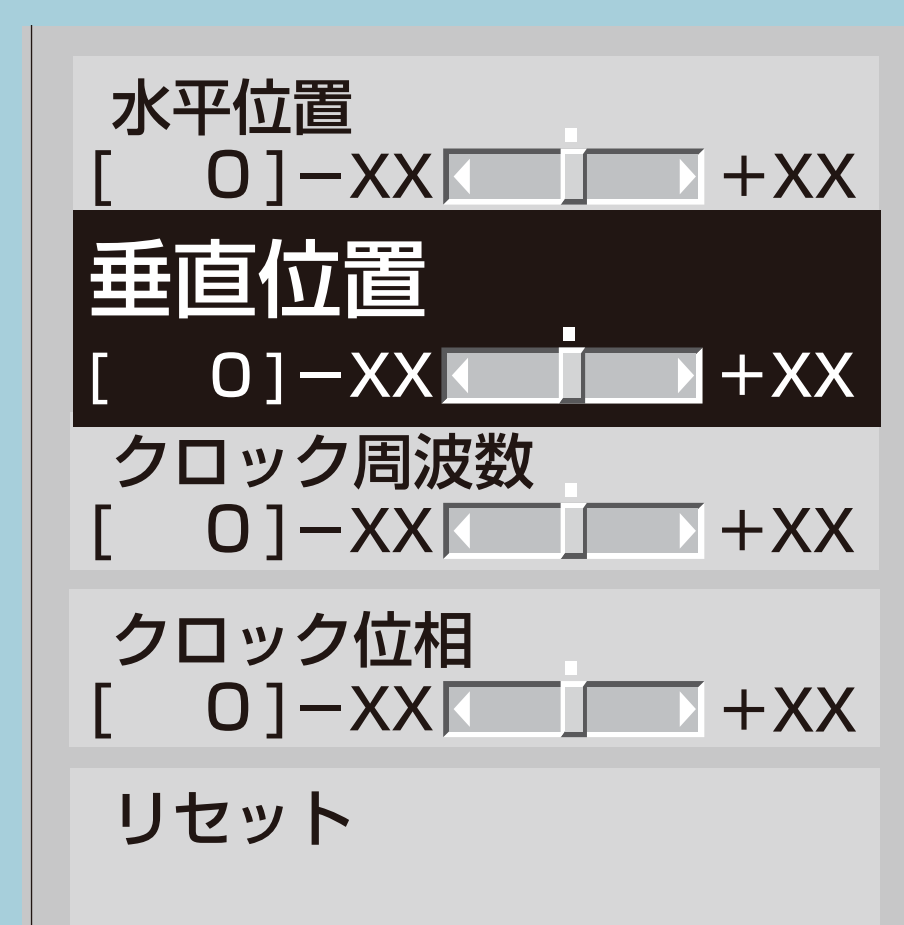 水平位置
[ 0]－XX ＋XX
垂直位置
[ 0]－XX ＋XX
クロック周波数
[ 0]－XX ＋XX
クロック位相
[ 0]－XX ＋XX
リセット